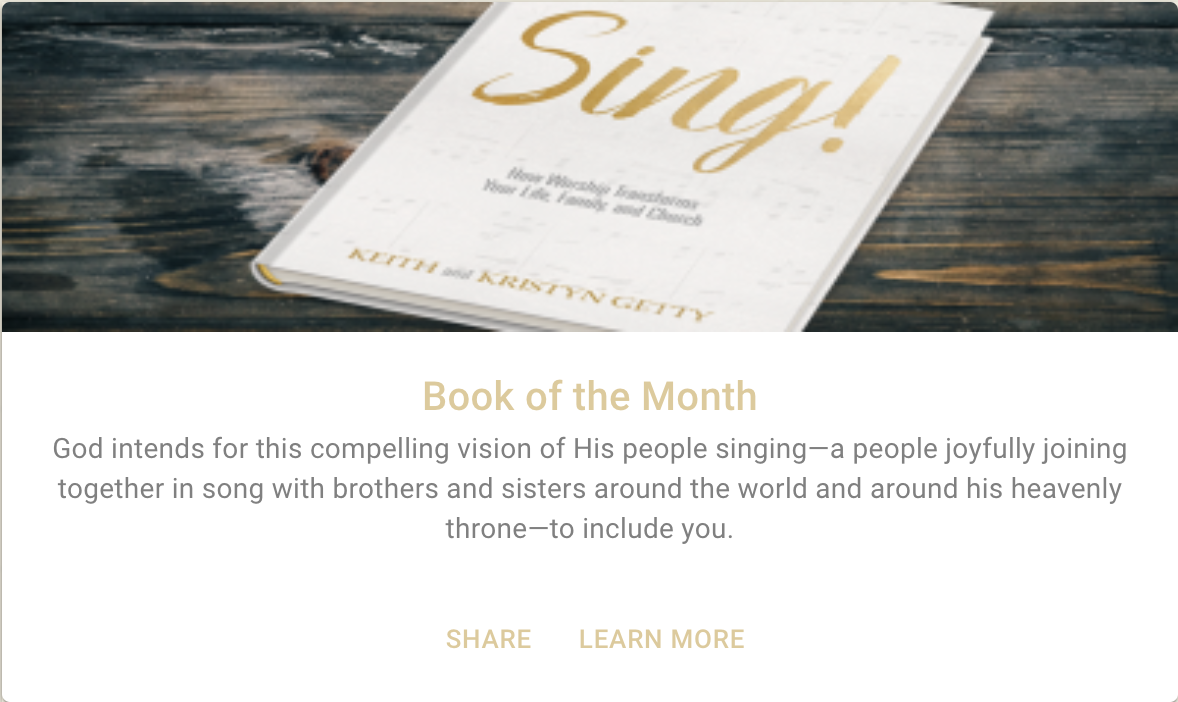 Sing!
How Worship Transforms
Your Life, Family, and Church
KEITH and KRISTYN GETTY
Book of the Month
God intends for this compelling vision of His people singing—a people joyfully joining
together in song with brothers and sisters around the world and around his heavenly
throne—to include you.
SHARE LEARN MORE